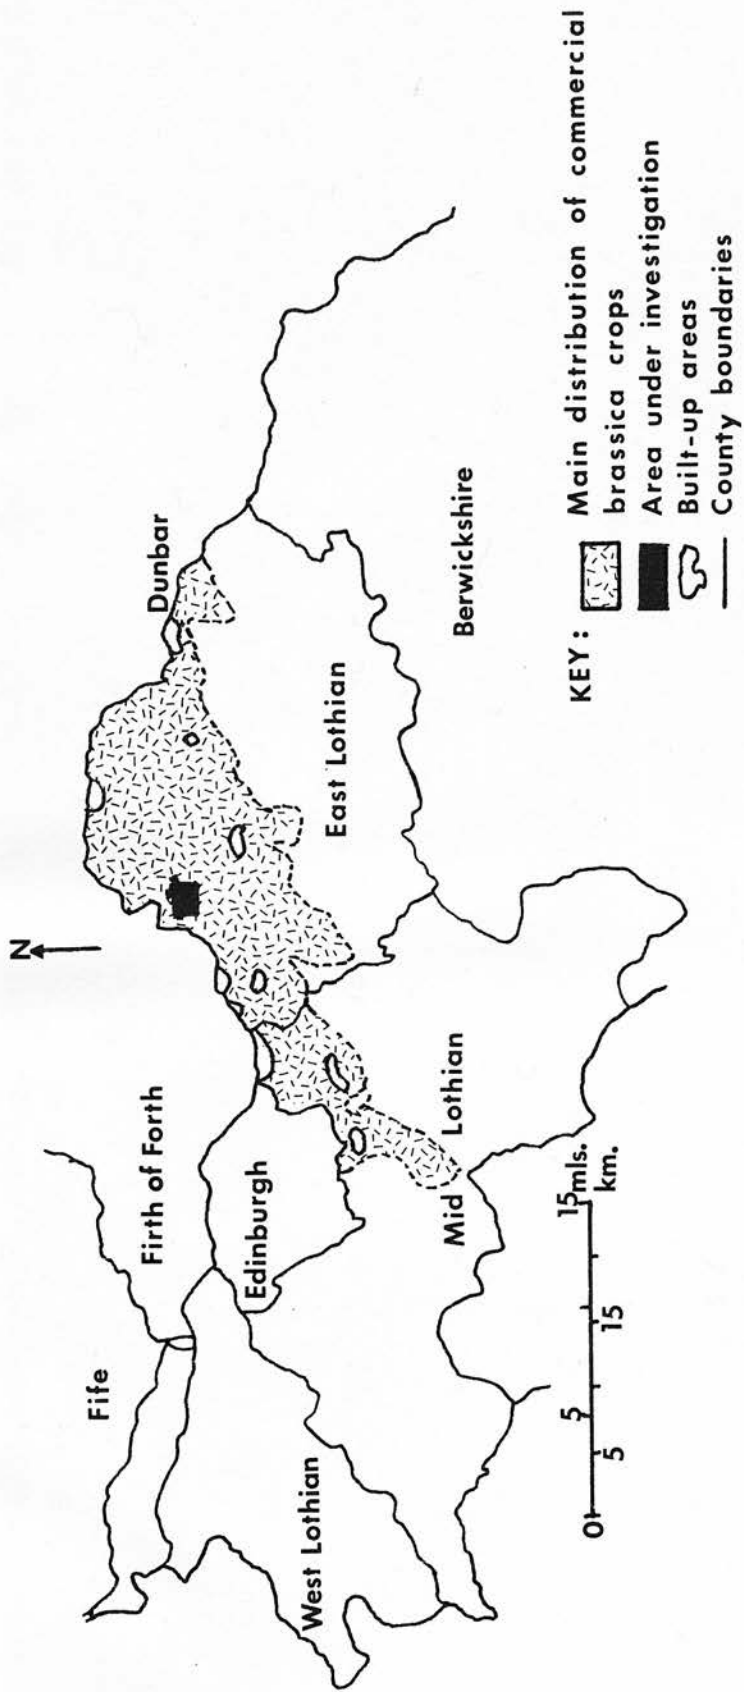 N
Fife
Firth of Forth
Dunbar
Edinburgh
West Lothian
Mid Lothian
East Lothian
Berwickshire
0 5 15 mls.
5 15 km.
KEY:
Main distribution of commercial
brassica crops
Area under investigation
Built-up areas
County boundaries